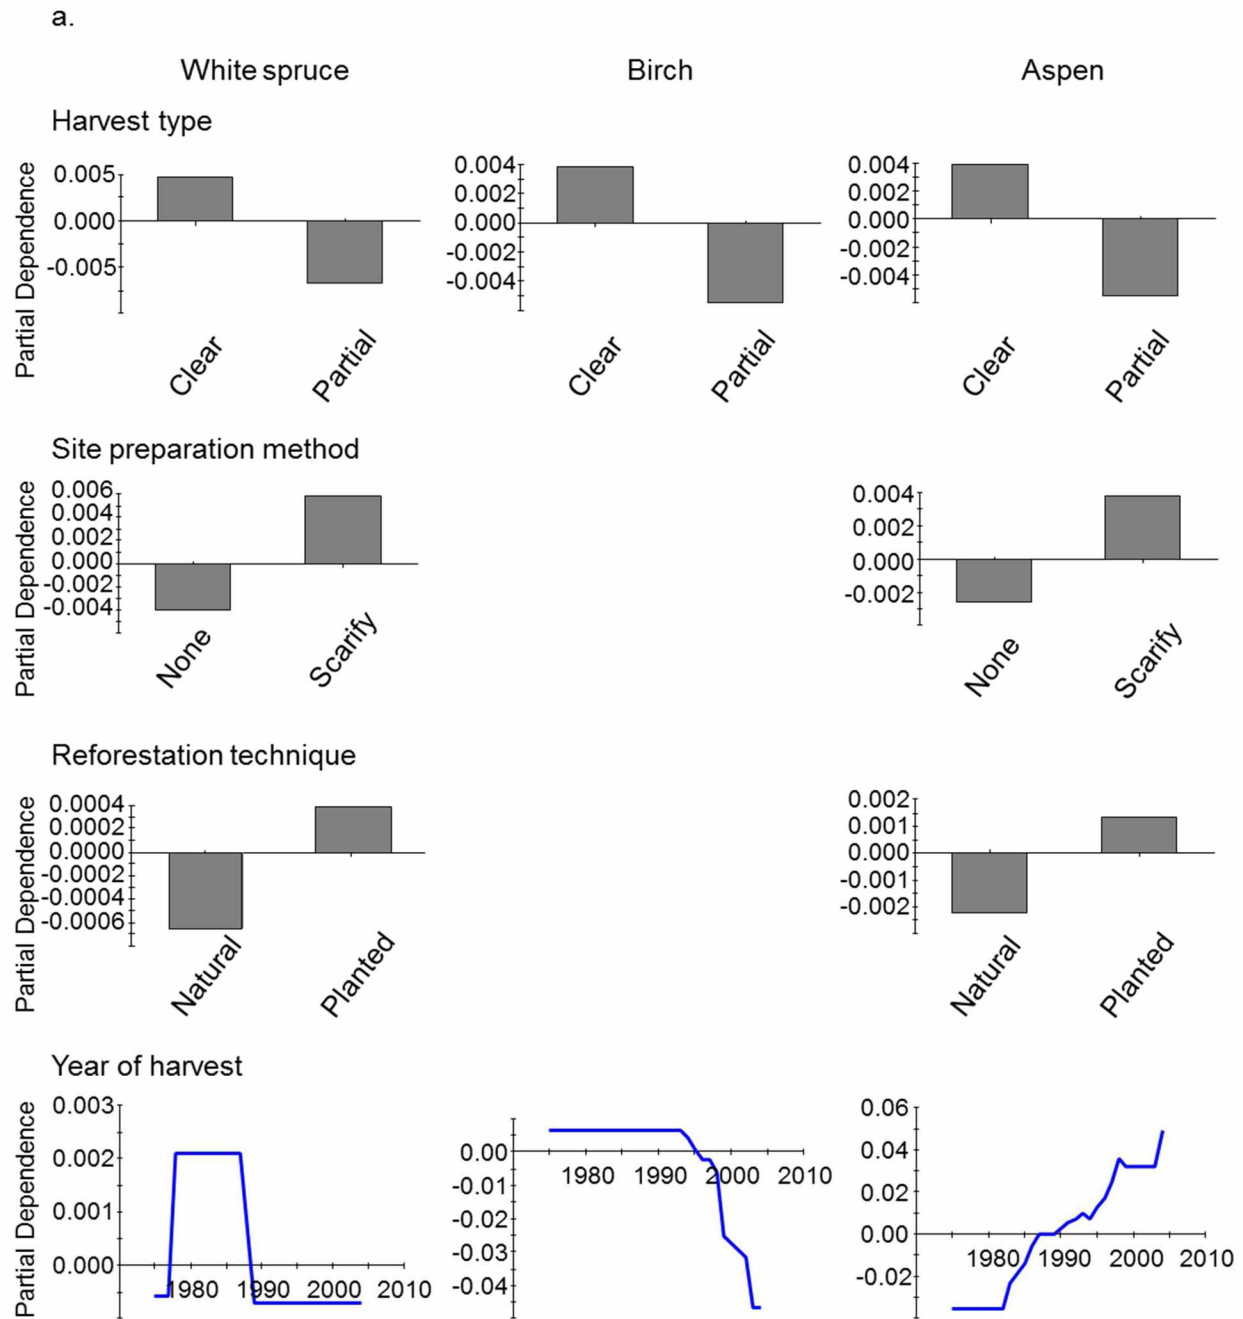 a.
White spruce Birch Aspen
Harvest type
Partial Dependence
0.005
0.000
-0.005
Clear Partial
0.004
0.002
0.000
-0.002
-0.004
Clear Partial
0.004
0.002
0.000
-0.002
-0.004
Clear Partial
Site preparation method
Partial Dependence
0.006
0.004
0.002
0.000
-0.002
-0.004
None Scarify
0.004
0.002
0.000
-0.002
None Scarify
Reforestation technique
Partial Dependence
0.0004
0.0002
0.0000
-0.0002
-0.0004
-0.0006
Natural Planted
0.002
0.001
0.000
-0.001
-0.002
Natural Planted
Year of harvest
Partial Dependence
0.003
0.002
0.001
0.000
1980 1990 2000 2010
0.00
-0.01
-0.02
-0.03
-0.04
1980 1990 2000 2010
0.06
0.04
0.02
0.00
-0.02
1980 1990 2000 2010